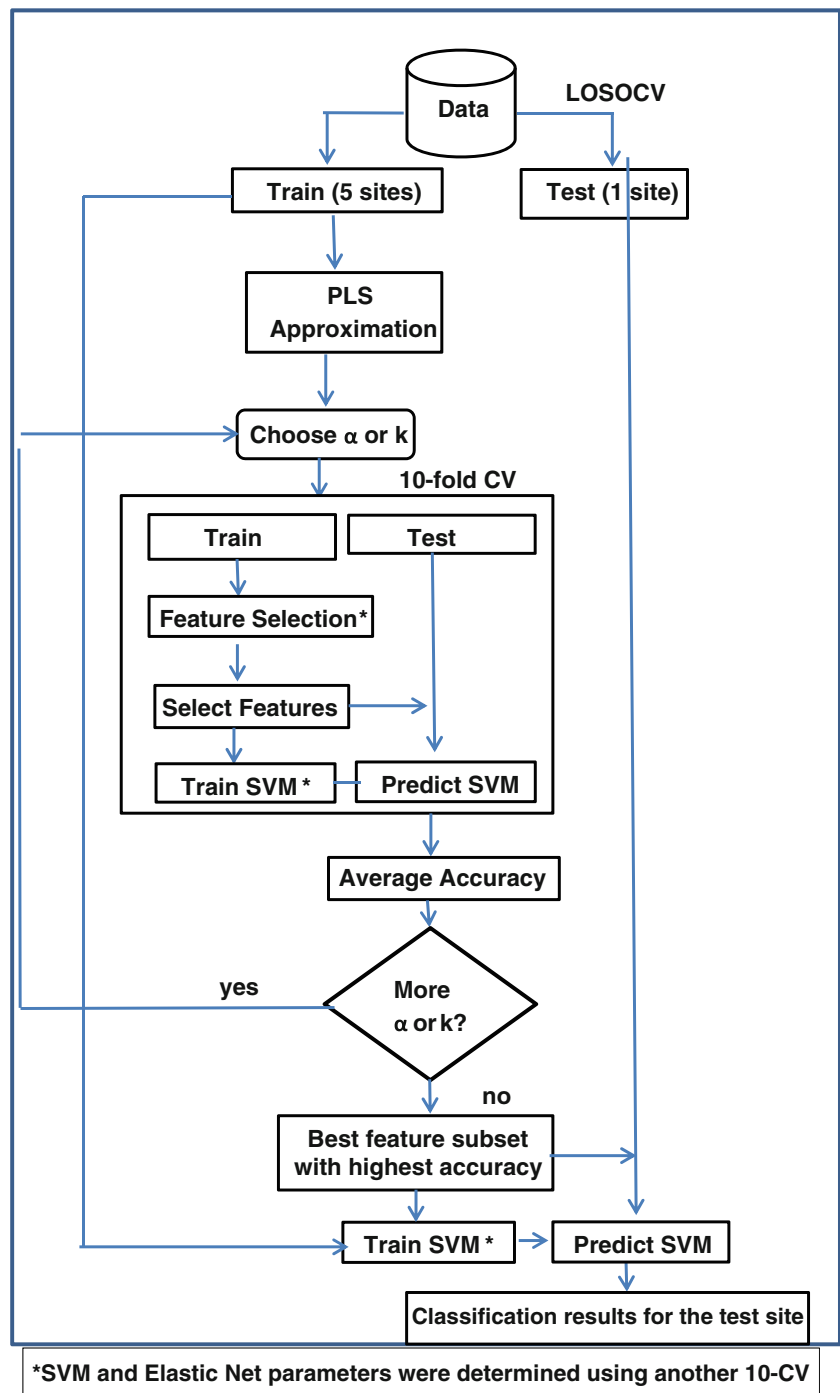 Data
LOSOCV
Train (5 sites)
Test (1 site)
PLS
Approximation
Choose α or k
10-fold CV
Train
Test
Feature Selection*
Select Features
Train SVM *
Predict SVM
Average Accuracy
yes
More
α or k?
no
Best feature subset
with highest accuracy
Train SVM *
Predict SVM
Classification results for the test site
*SVM and Elastic Net parameters were determined using another 10-CV